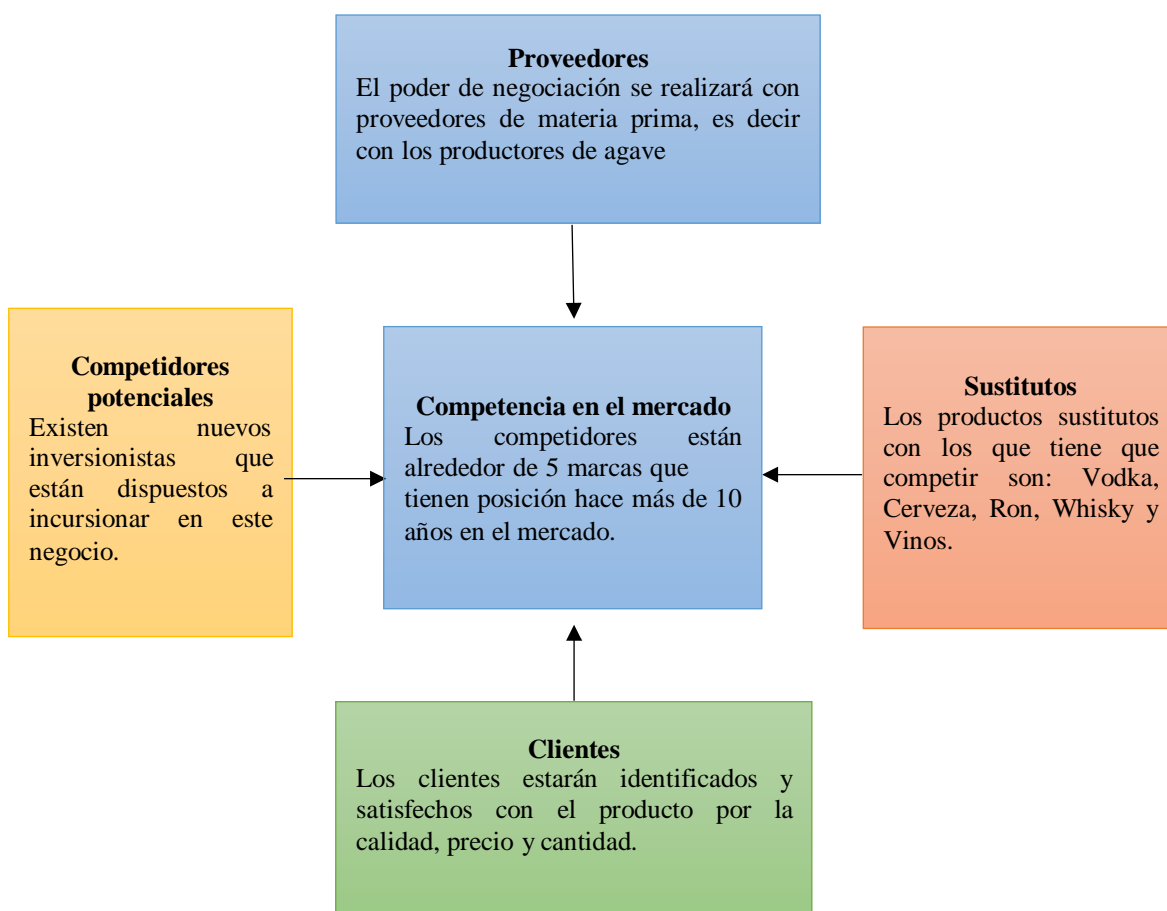 Proveedores
El poder de negociación se realizará con
proveedores de materia prima, es decir
con los productores de agave
Competidores
potenciales
Existen nuevos
inversionistas que
están dispuestos a
incursionar en este
negocio.
Competencia en el mercado
Los competidores están
alrededor de 5 marcas que
tienen posición hace más de 10
años en el mercado.
Sustitutos
Los productos sustitutos
con los que tiene que
competir son: Vodka,
Cerveza, Ron, Whisky y
Vinos.
Clientes
Los clientes estarán identificados y
satisfechos con el producto por la
calidad, precio y cantidad.